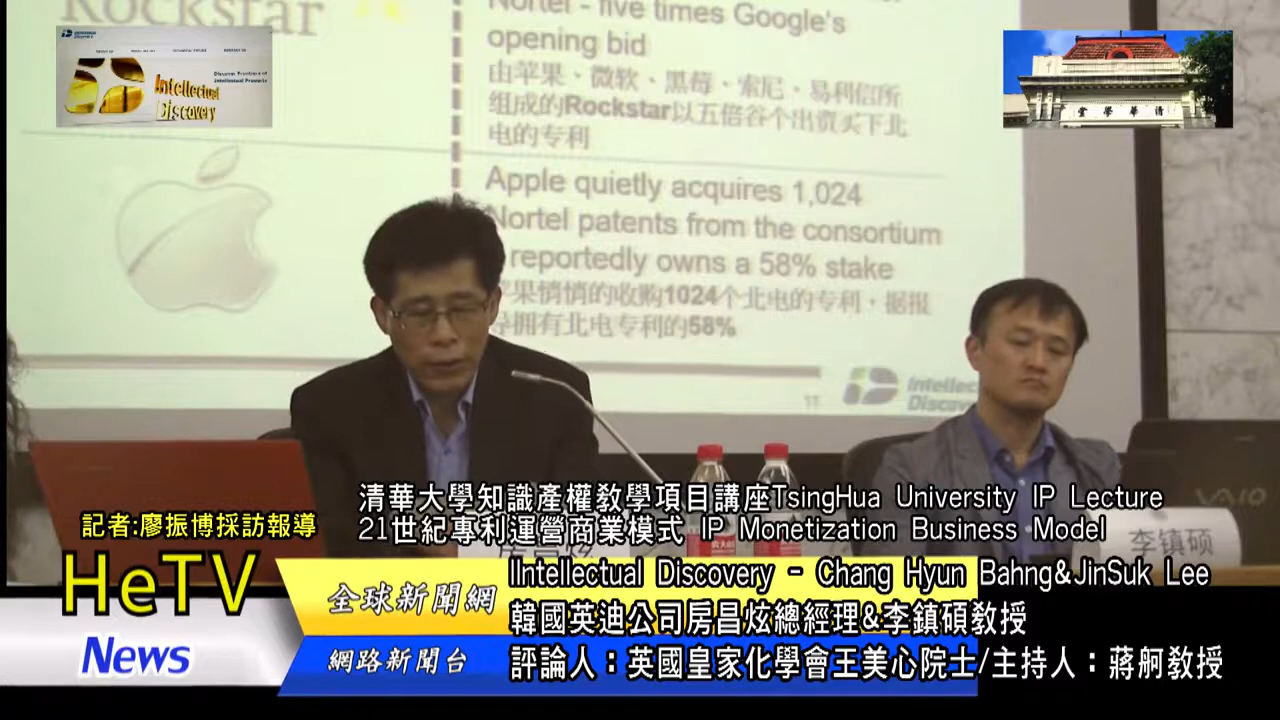 Rockstar
Nortel - five times Google's
opening bid
由苹果、微软、黑莓、索尼、易利信所
组成的Rockstar以五倍谷个出资买下北
电的专利
Intellectual
Discovery
清華學堂
Apple quietly acquires 1,024
Nortel patents from the consortium
reportedly owns a 58% stake
苹果悄悄的收购1024个北电的专利，据报
导拥有北电专利的58%
11
Intellec
Discove
VAIO
李镇硕
清華大學知識產權教學項目講座TsingHua University IP Lecture
21世紀專利運營商業模式 IP Monetization Business Model
記者:廖振博採訪報導
HeTV
News
全球新聞網
網路新聞台
IIntellectual Discovery - Chang Hyun Bahng&JinSuk Lee
韓國英迪公司房昌炫總經理&李鎮碩教授
評論人：英國皇家化學會王美心院士/主持人：蔣舸教授